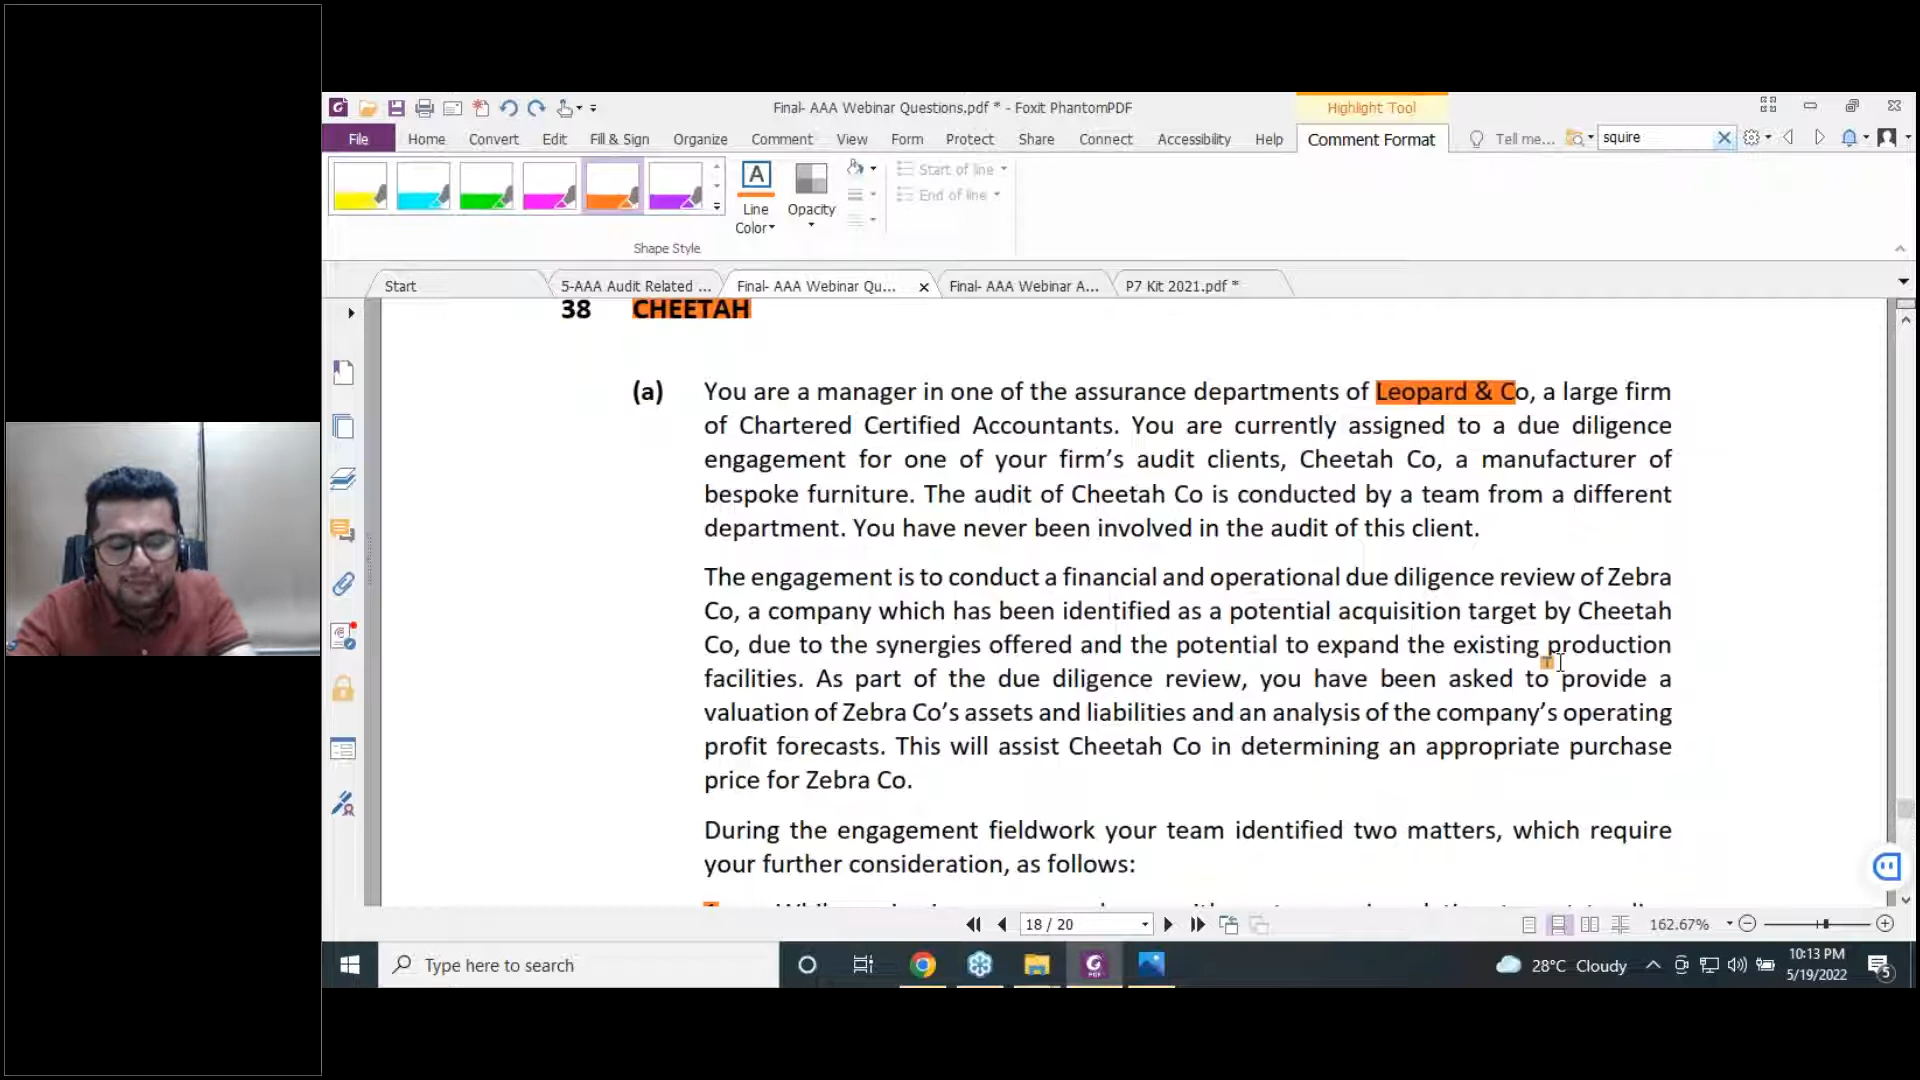 Final- AAA Webinar Questions.pdf * - Foxit PhantomPDF
Highlight Tool
File
Home
Convert
Edit
Fill & Sign
Organize
Comment
View
Form
Protect
Share
Connect
Accessibility
Help
Comment Format
Tell me...
squire
Line
Color
Opacity
Start of line
End of line
Shape Style
Start
5-AAA Audit Related ...
Final- AAA Webinar Qu...
Final- AAA Webinar A...
P7 Kit 2021.pdf *
38 CHEETAH
(a) You are a manager in one of the assurance departments of Leopard & Co, a large firm
of Chartered Certified Accountants. You are currently assigned to a due diligence
engagement for one of your firm's audit clients, Cheetah Co, a manufacturer of
bespoke furniture. The audit of Cheetah Co is conducted by a team from a different
department. You have never been involved in the audit of this client.
The engagement is to conduct a financial and operational due diligence review of Zebra
Co, a company which has been identified as a potential acquisition target by Cheetah
Co, due to the synergies offered and the potential to expand the existing production
facilities. As part of the due diligence review, you have been asked to provide a
valuation of Zebra Co's assets and liabilities and an analysis of the company's operating
profit forecasts. This will assist Cheetah Co in determining an appropriate purchase
price for Zebra Co.
During the engagement fieldwork your team identified two matters, which require
your further consideration, as follows:
18 / 20
162.67%
Type here to search
28°C Cloudy
10:13 PM
5/19/2022
5